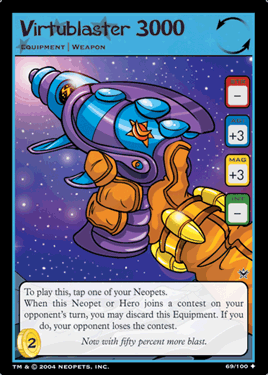 Virtublaster 3000
EQUIPMENT | WEAPON
–
+3
MAG
+3
INT
–
To play this, tap one of your Neopets.
When this Neopet or Hero joins a contest on your
opponent's turn, you may discard this Equipment. If you
do, your opponent loses the contest.
Now with fifty percent more blast.
2
TM & © 2004 NEOPETS, INC.
69/100